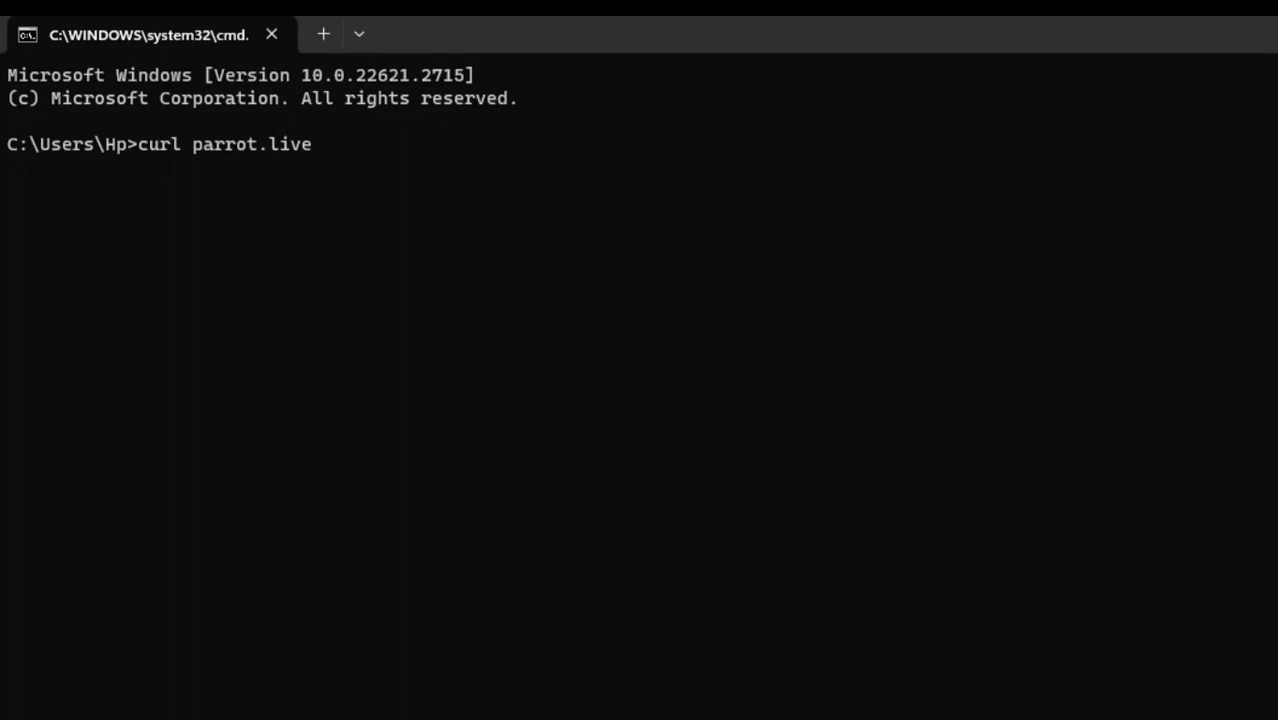 C:\WINDOWS\system32\cmd.
Microsoft Windows [Version 10.0.22621.2715]
(c) Microsoft Corporation. All rights reserved.
C:\Users\Hp>curl parrot.live